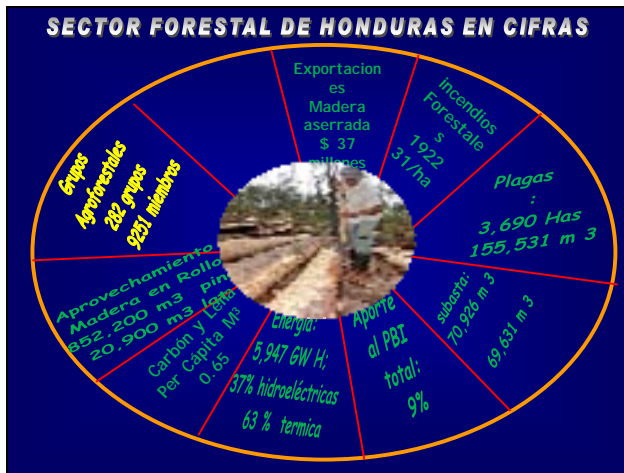 SECTOR FORESTAL DE HONDURAS EN CIFRAS
Exportacion
es
Madera
aserrada
$ 37
millones
incendios
Forestale
s
1922
31/ha
Plagas
:
3,690 Has
155,531 m 3
subasta:
70,926 m 3
69,631 m 3
Aporte
al PBI
total:
9%
Energía:
5,947 GW H;
37% hidroeléctricas
63 % termica
Carbón y Leña
Per Cápita M³
0.65
Aprovechamiento
Madera en Rollo
852,200 m3 pin
20,900 m3
Grupos
Agroforestales
282 grupos
9251 miembros